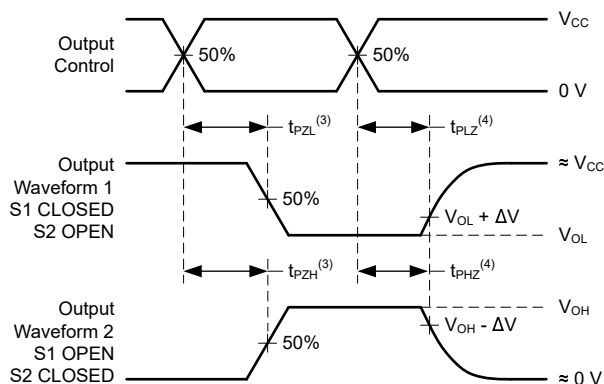 V_CC
Output
Control
50%
50%
0 V
t_PZL^(3)
t_PLZ^(4)
Output
Waveform 1
S1 CLOSED
S2 OPEN
≈ V_CC
50%
V_OL + ΔV
V_OL
t_PZH^(3)
t_PHZ^(4)
Output
Waveform 2
S1 OPEN
S2 CLOSED
V_OH
V_OH - ΔV
50%
≈ 0 V